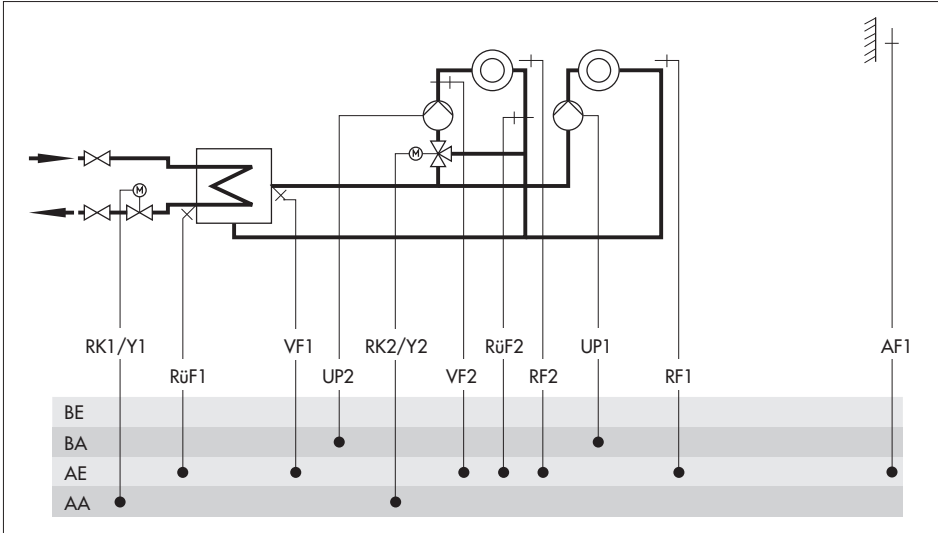 M
M
RK1/Y1 VF1 RK2/Y2 RüF2 UP1 AF1
RüF1 UP2 VF2 RF2 RF1
BE
BA
AE
AA